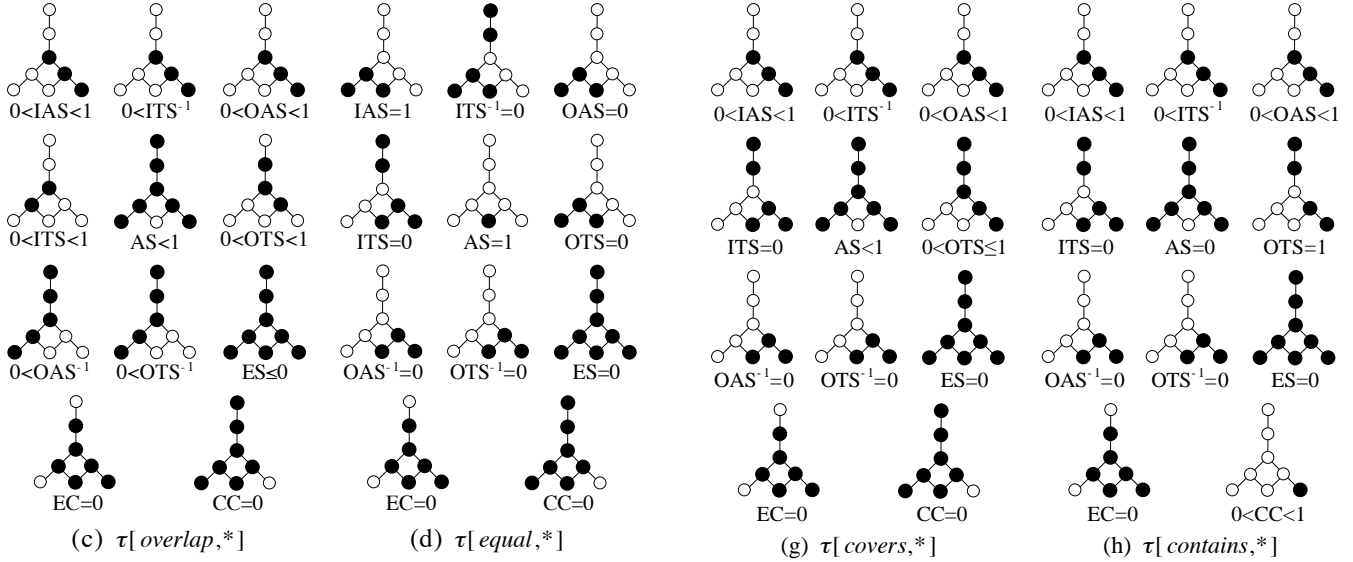 0<IAS<1 0<ITS⁻¹ 0<OAS<1 IAS=1 ITS⁻¹=0 OAS=0 0<IAS<1 0<ITS⁻¹ 0<OAS<1 0<IAS<1 0<ITS⁻¹ 0<OAS<1
0<ITS<1 AS<1 0<OTS<1 ITS=0 AS=1 OTS=0 ITS=0 AS<1 0<OTS≤1 ITS=0 AS=0 OTS=1
0<OAS⁻¹ 0<OTS⁻¹ ES≤0 OAS⁻¹=0 OTS⁻¹=0 ES=0 OAS⁻¹=0 OTS⁻¹=0 ES=0 OAS⁻¹=0 OTS⁻¹=0 ES=0
EC=0 CC=0 EC=0 CC=0 EC=0 CC=0 EC=0 0<CC<1
(c) τ[overlap,*] (d) τ[equal,*] (g) τ[covers,*] (h) τ[contains,*]